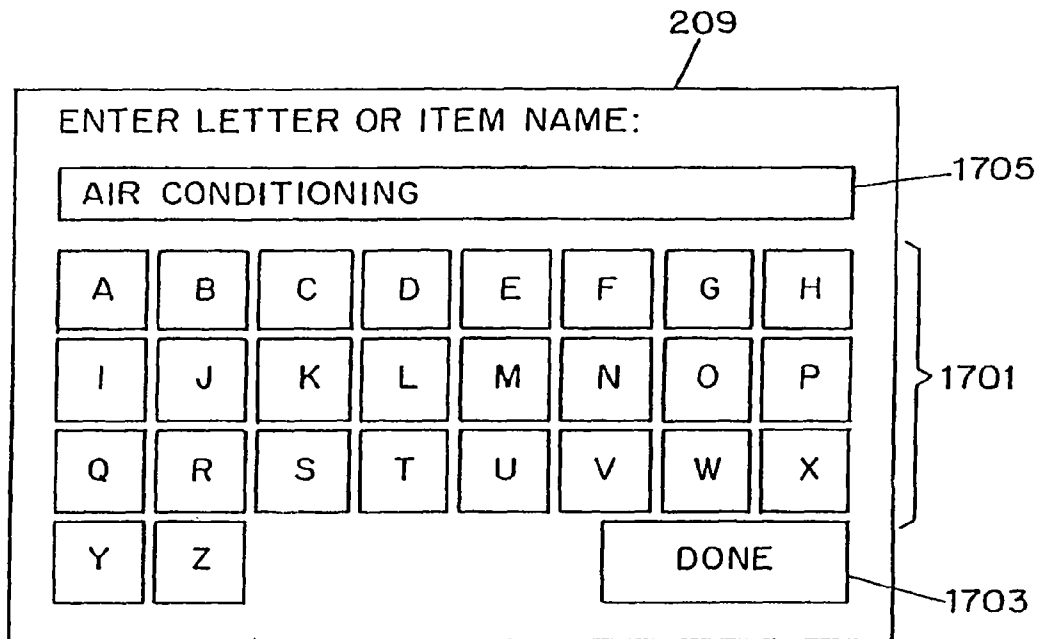 209
ENTER LETTER OR ITEM NAME:
AIR CONDITIONING
1705
A B C D E F G H
I J K L M N O P
1701
Q R S T U V W X
Y Z DONE
1703